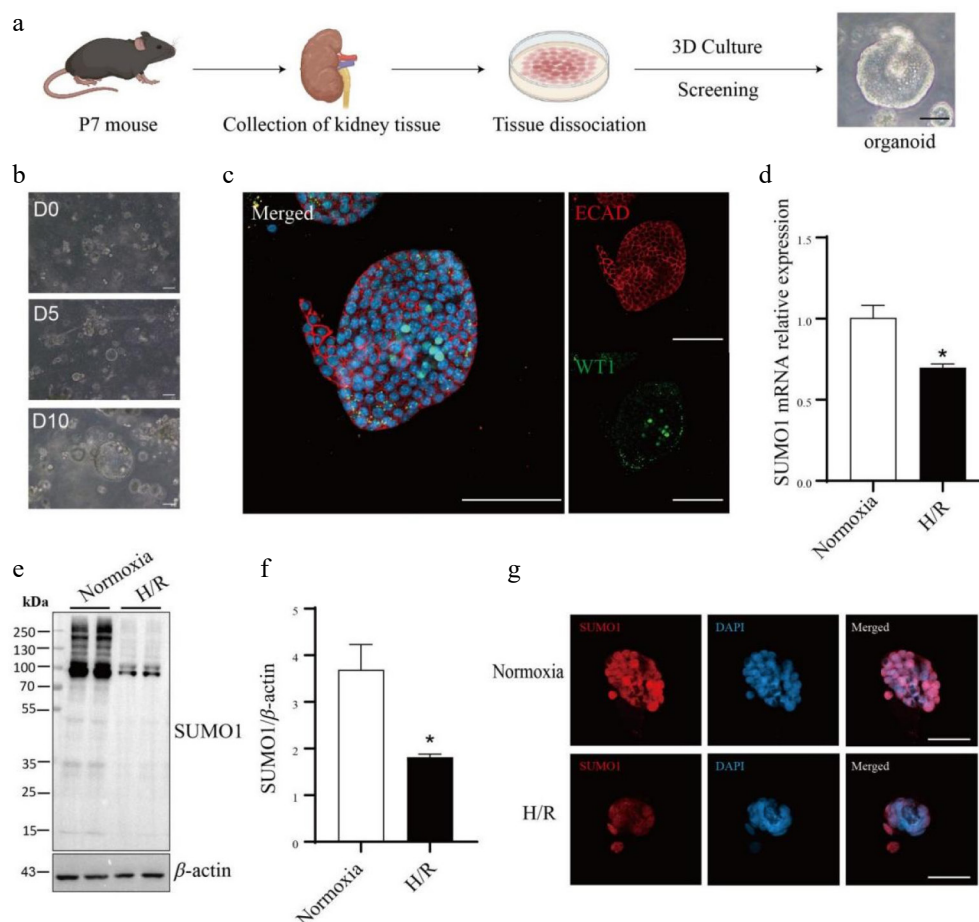 a
P7 mouse
Collection of kidney tissue
Tissue dissociation
3D Culture
Screening
organoid
b
D0
D5
D10
c
Merged
ECAD
WT1
d
SUMO1 mRNA relative expression
1.5
1.0
0.5
0.0
Normoxia
H/R
*
e
kDa
Normoxia
H/R
250
130
100
70
55
35
25
15
43
SUMO1
β-actin
f
SUMO1/β-actin
5
4
3
2
1
0
*
Normoxia
H/R
g
Normoxia
SUMO1
DAPI
Merged
H/R
SUMO1
DAPI
Merged